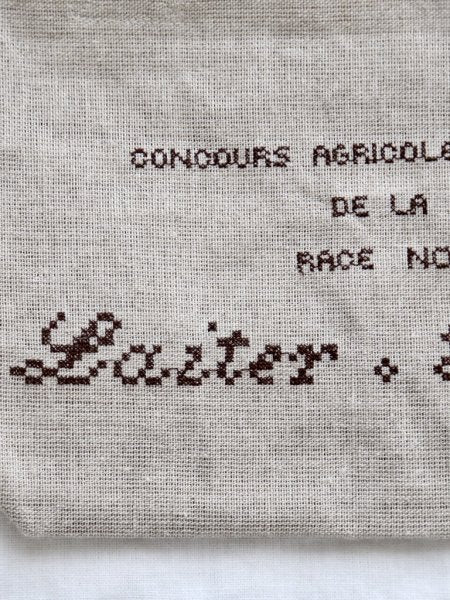 CONCOURS AGRICOLE
DE LA
RACE NO
Laiter •